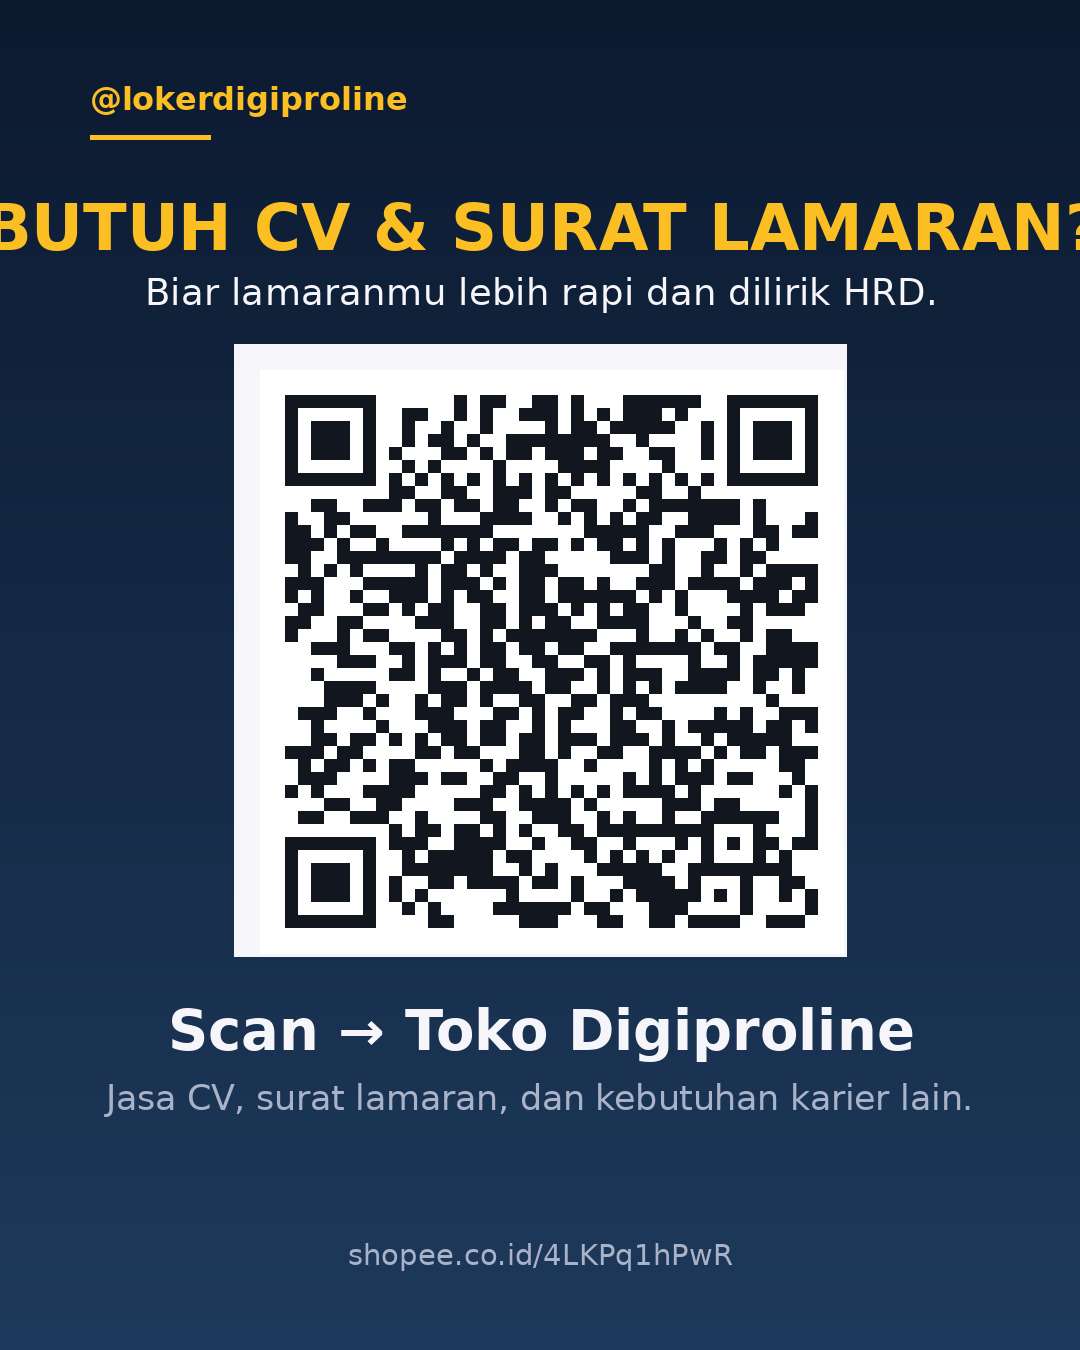 @lokerdigiproline
BUTUH CV & SURAT LAMARAN?
Biar lamaranmu lebih rapi dan dilirik HRD.
Scan → Toko Digiproline
Jasa CV, surat lamaran, dan kebutuhan karier lain.
shopee.co.id/4LKPq1hPwR